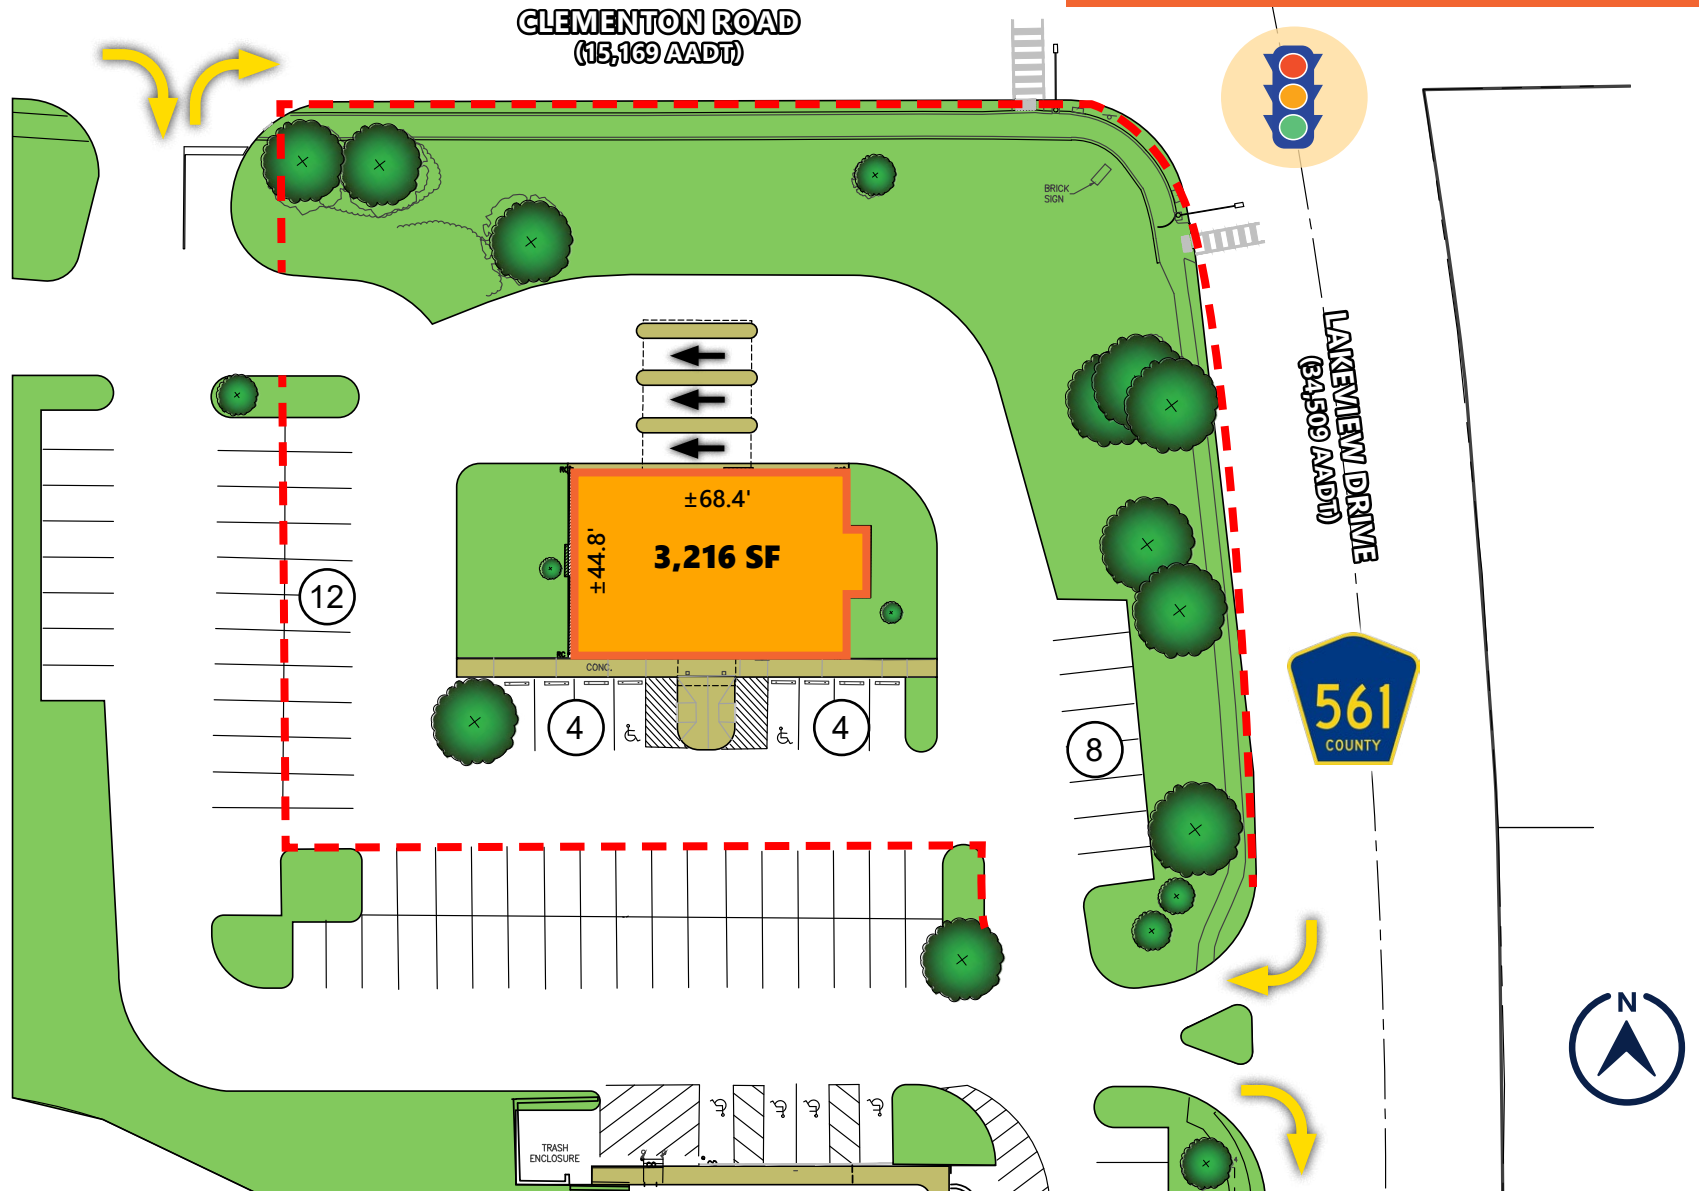 CLEMENTON ROAD
(15,169 AADT)
BRICK
SIGN
LAKEVIEW DRIVE
(34,509 AADT)
±68.4'
±44.8'
3,216 SF
12
CONC.
4
4
8
561
COUNTY
N
TRASH
ENCLOSURE